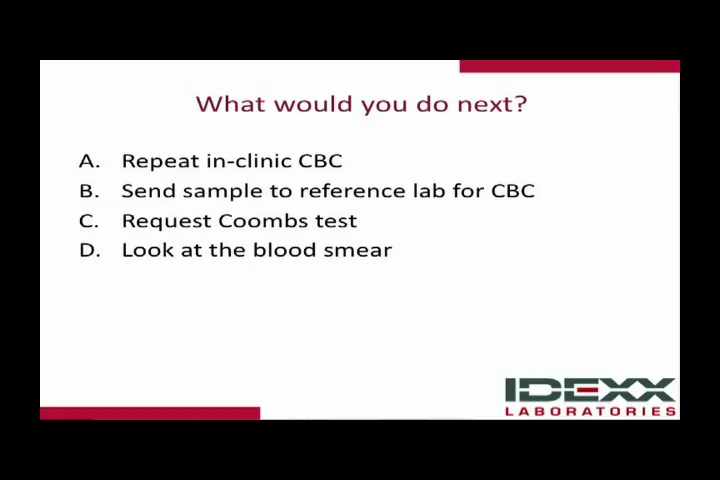 What would you do next?
A. Repeat in-clinic CBC
B. Send sample to reference lab for CBC
C. Request Coombs test
D. Look at the blood smear
IDEXX
LABORATORIES